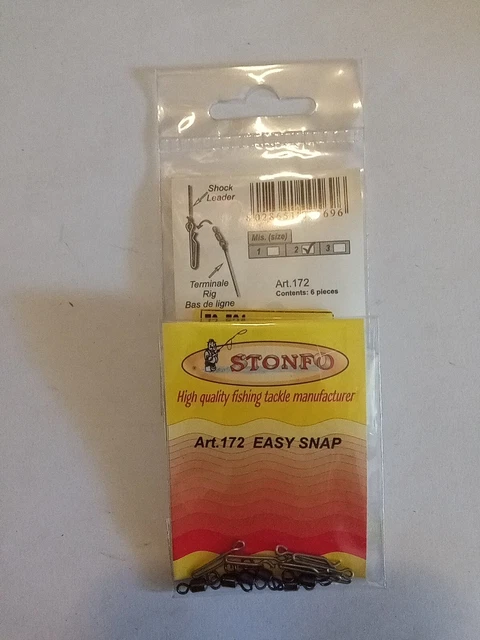 Shock
Leader
Mis. (size)
1 2 3
Terminale
Rig
Bas de ligne
Art.172
Contents: 6 pieces
STONFO
High quality fishing tackle manufacturer
Art.172 EASY SNAP